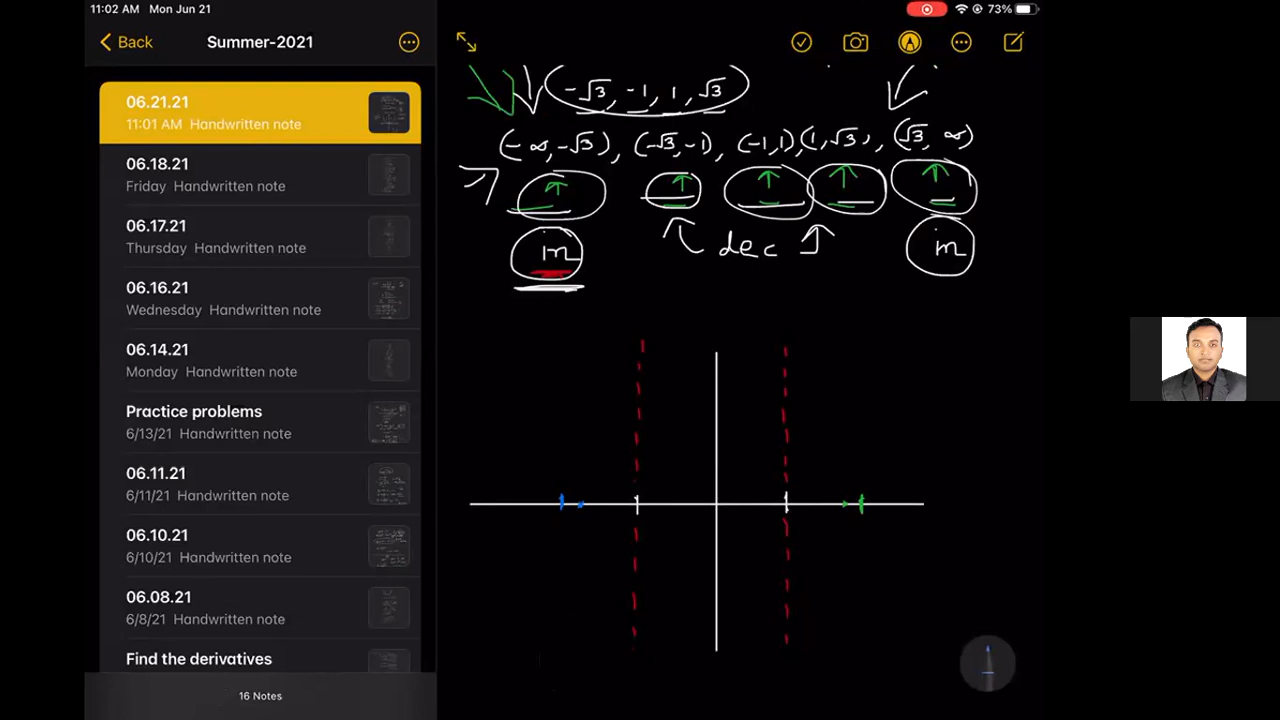 11:02 AM Mon Jun 21
73%
Back
Summer-2021
06.21.21
11:01 AM Handwritten note
06.18.21
Friday Handwritten note
06.17.21
Thursday Handwritten note
06.16.21
Wednesday Handwritten note
06.14.21
Monday Handwritten note
Practice problems
6/13/21 Handwritten note
06.11.21
6/11/21 Handwritten note
06.10.21
6/10/21 Handwritten note
06.08.21
6/8/21 Handwritten note
Find the derivatives
16 Notes
-√3, -1, 1, √3
(-∞, -√3), (-√3, -1), (-1, 1), (1, √3), (√3, ∞)
in dec in